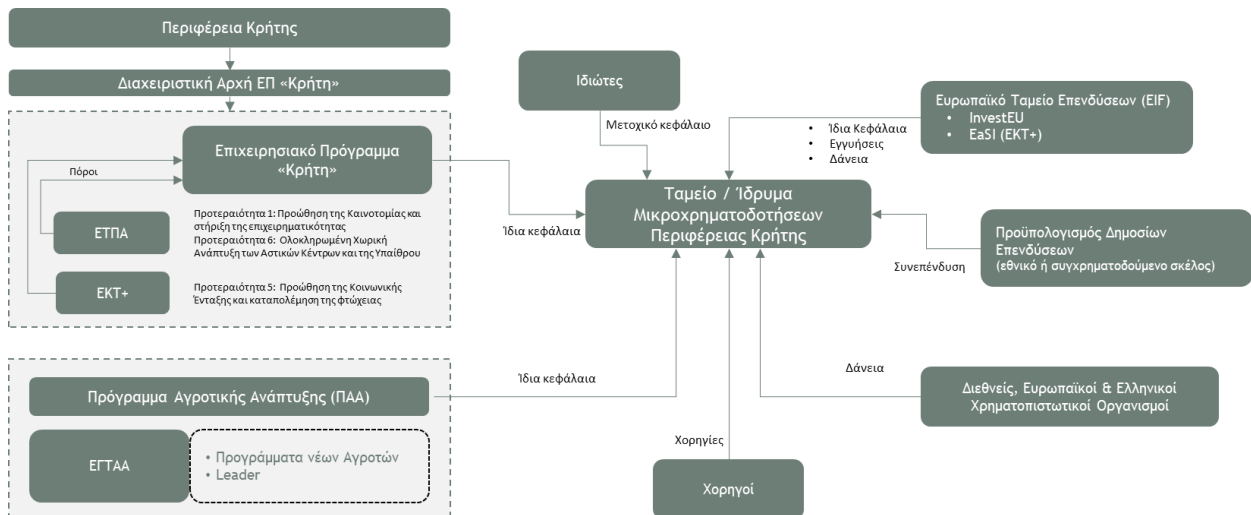 Περιφέρεια Κρήτης
Διαχειριστική Αρχή ΕΠ «Κρήτη»
Επιχειρησιακό Πρόγραμμα
«Κρήτη»
Πόροι
ΕΤΠΑ
Προτεραιότητα 1: Προώθηση της Καινοτομίας και
στήριξη της επιχειρηματικότητας
Προτεραιότητα 6: Ολοκληρωμένη Χωρική
Ανάπτυξη των Αστικών Κέντρων και της Υπαίθρου
ΕΚΤ+
Προτεραιότητα 5: Προώθηση της Κοινωνικής
Ένταξης και καταπολέμηση της φτώχειας
Πρόγραμμα Αγροτικής Ανάπτυξης (ΠΑΑ)
ΕΓΤΑΑ
• Προγράμματα νέων Αγροτών
• Leader
Ιδιώτες
Μετοχικό κεφάλαιο
Ίδια κεφάλαια
Ταμείο / Ίδρυμα
Μικροχρηματοδοτήσεων
Περιφέρειας Κρήτης
Ίδια κεφάλαια
Χορηγίες
Χορηγοί
• Ίδια Κεφάλαια
• Εγγυήσεις
• Δάνεια
Ευρωπαϊκό Ταμείο Επενδύσεων (EIF)
• InvestEU
• EaSI (ΕΚΤ+)
Συνεπένδυση
Προϋπολογισμός Δημοσίων
Επενδύσεων
(εθνικό ή συγχρηματοδούμενο σκέλος)
Δάνεια
Διεθνείς, Ευρωπαϊκοί & Ελληνικοί
Χρηματοπιστωτικοί Οργανισμοί